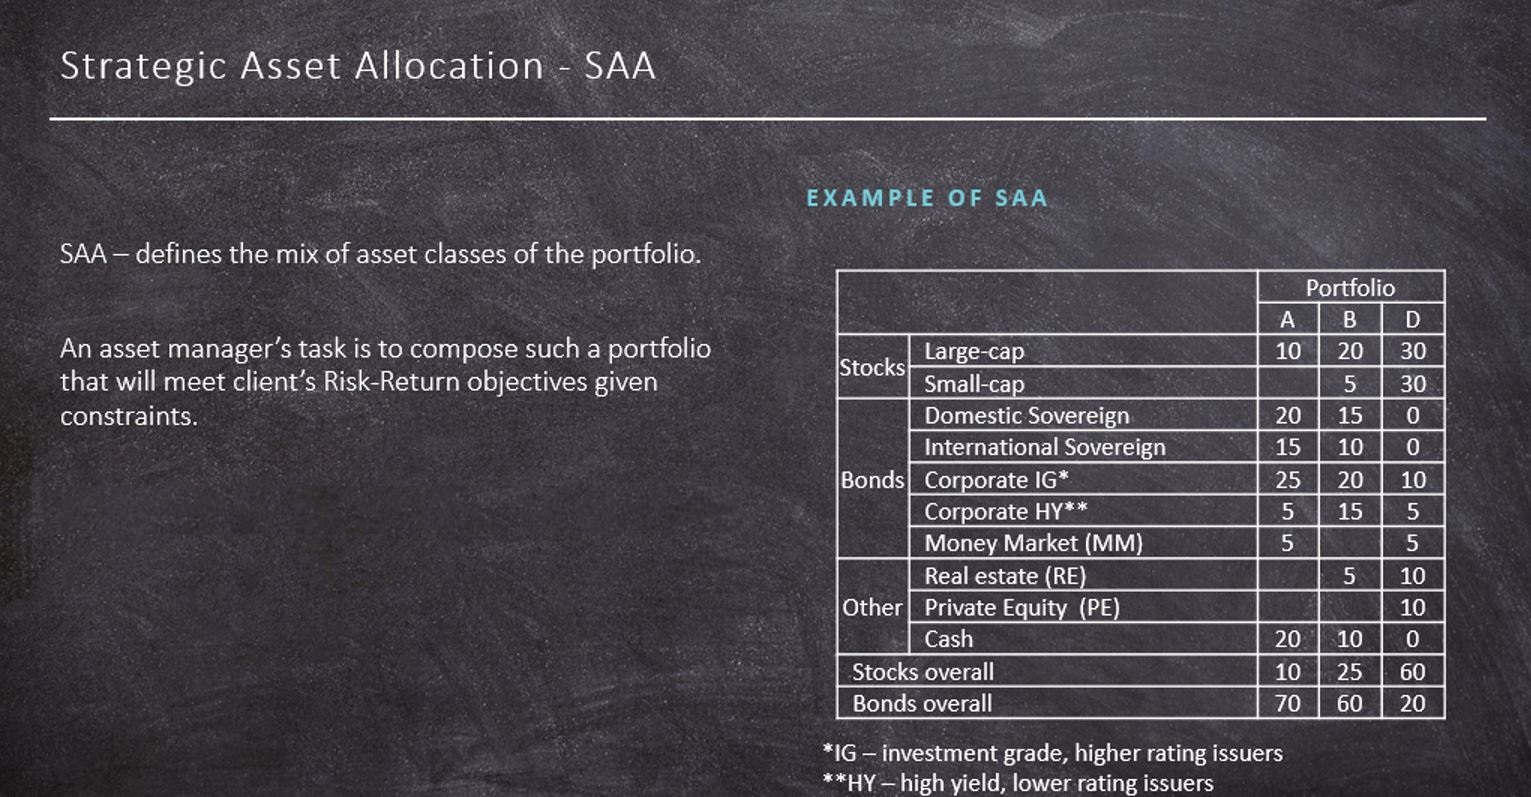 Strategic Asset Allocation - SAA
EXAMPLE OF SAA
SAA – defines the mix of asset classes of the portfolio.
An asset manager's task is to compose such a portfolio
that will meet client's Risk-Return objectives given
constraints.
Portfolio
A B D
Stocks Large-cap 10 20 30
Small-cap 5 30
Bonds Domestic Sovereign 20 15 0
International Sovereign 15 10 0
Corporate IG* 25 20 10
Corporate HY** 5 15 5
Money Market (MM) 5 5
Other Real estate (RE) 5 10
Private Equity (PE) 10
Cash 20 10 0
Stocks overall 10 25 60
Bonds overall 70 60 20
*IG – investment grade, higher rating issuers
**HY – high yield, lower rating issuers